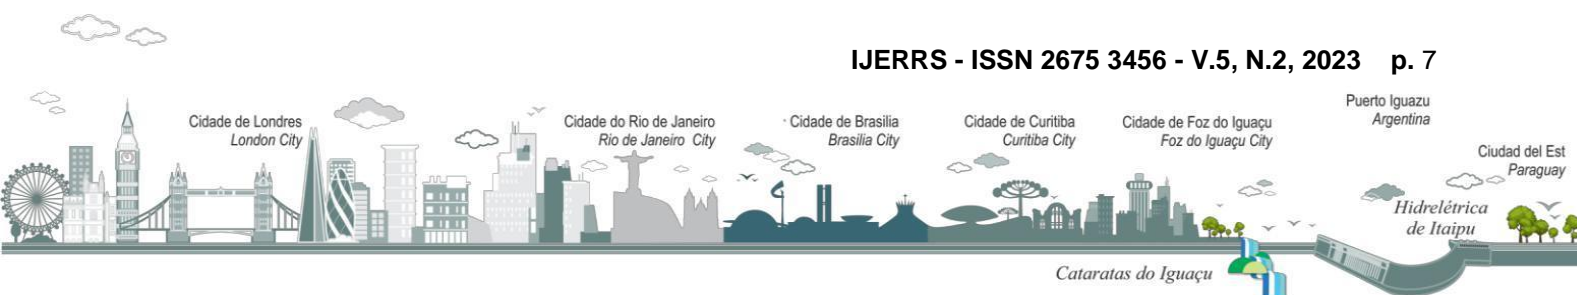 IJERRS - ISSN 2675 3456 - V.5, N.2, 2023 p. 7
Cidade de Londres
London City
Cidade do Rio de Janeiro
Rio de Janeiro City
Cidade de Brasilia
Brasilia City
Cidade de Curitiba
Curitiba City
Cidade de Foz do Iguaçu
Foz do Iguaçu City
Puerto Iguazu
Argentina
Ciudad del Est
Paraguay
Hidrelétrica
de Itaipu
Cataratas do Iguaçu